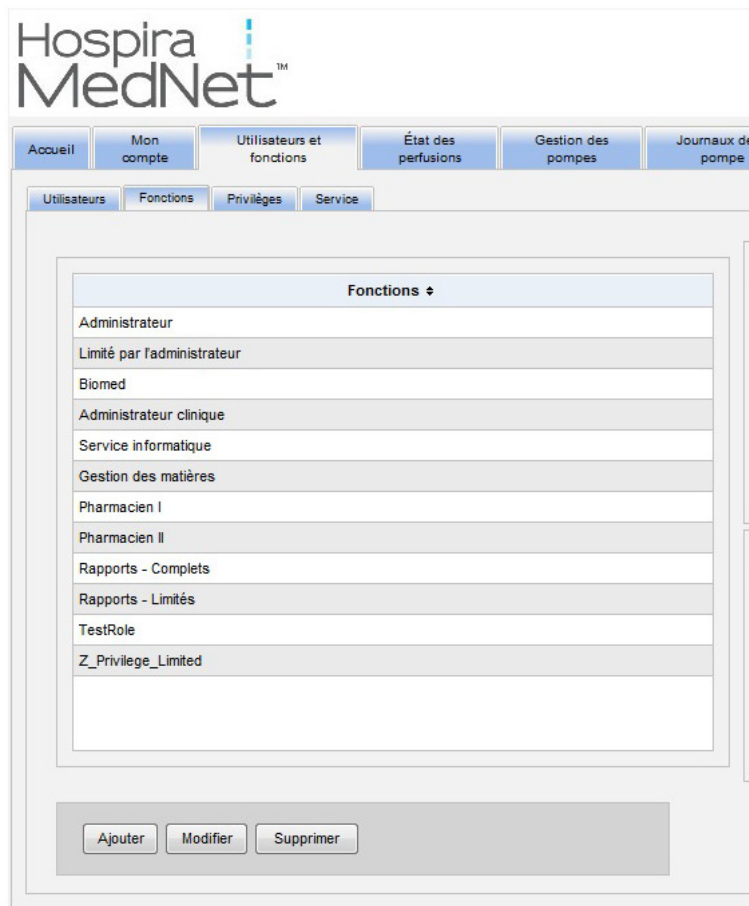 Hospira
MedNet™
Accueil
Mon
compte
Utilisateurs et
fonctions
État des
perfusions
Gestion des
pompes
Journaux de
pompe
Utilisateurs
Fonctions
Privilèges
Service
Fonctions
Administrateur
Limité par l'administrateur
Biomed
Administrateur clinique
Service informatique
Gestion des matières
Pharmacien I
Pharmacien II
Rapports - Complets
Rapports - Limités
TestRole
Z_Privilege_Limited
Ajouter
Modifier
Supprimer